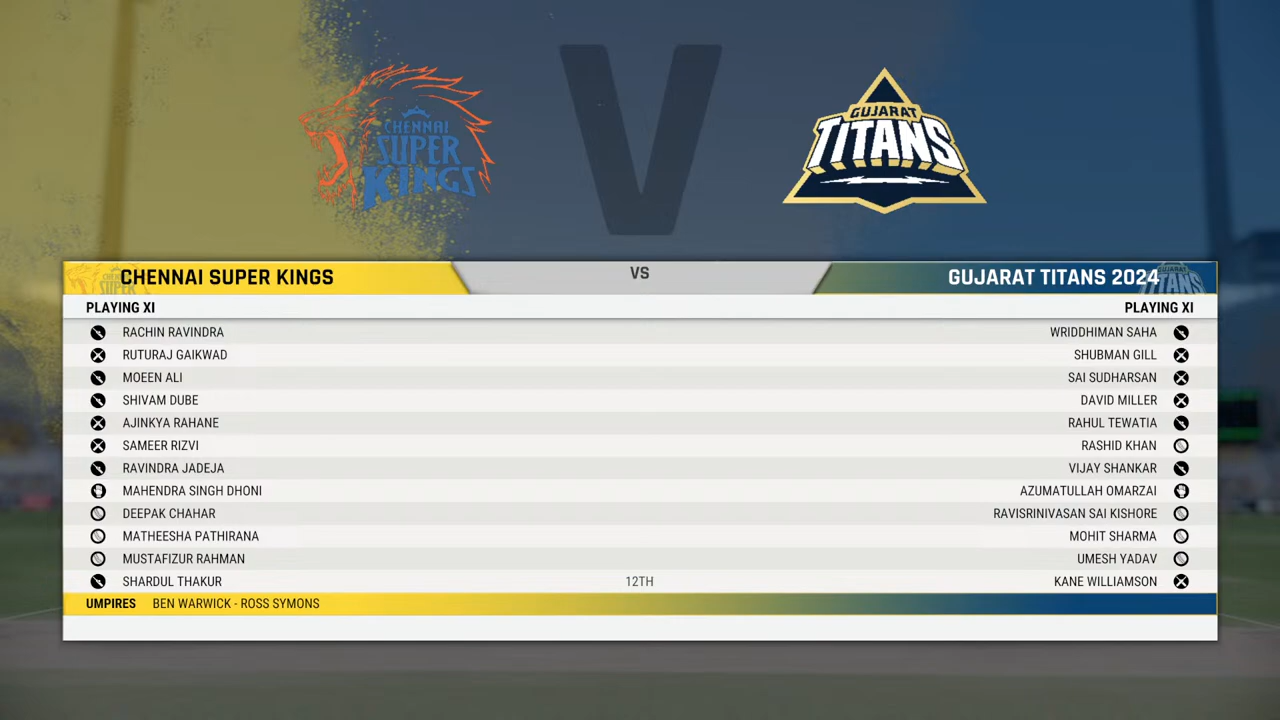 V
CHENNAI
SUPER
KINGS
GUJARAT
TITANS
CHENNAI SUPER KINGS VS GUJARAT TITANS 2024
PLAYING XI PLAYING XI
RACHIN RAVINDRA WRIDDHIMAN SAHA
RUTURAJ GAIKWAD SHUBMAN GILL
MOEEN ALI SAI SUDHARSAN
SHIVAM DUBE DAVID MILLER
AJINKYA RAHANE RAHUL TEWATIA
SAMEER RIZVI RASHID KHAN
RAVINDRA JADEJA VIJAY SHANKAR
MAHENDRA SINGH DHONI AZUMATULLAH OMARZAI
DEEPAK CHAHAR RAVISRINIVASAN SAI KISHORE
MATHEESHA PATHIRANA MOHIT SHARMA
MUSTAFIZUR RAHMAN UMESH YADAV
SHARDUL THAKUR 12TH KANE WILLIAMSON
UMPIRES BEN WARWICK - ROSS SYMONS